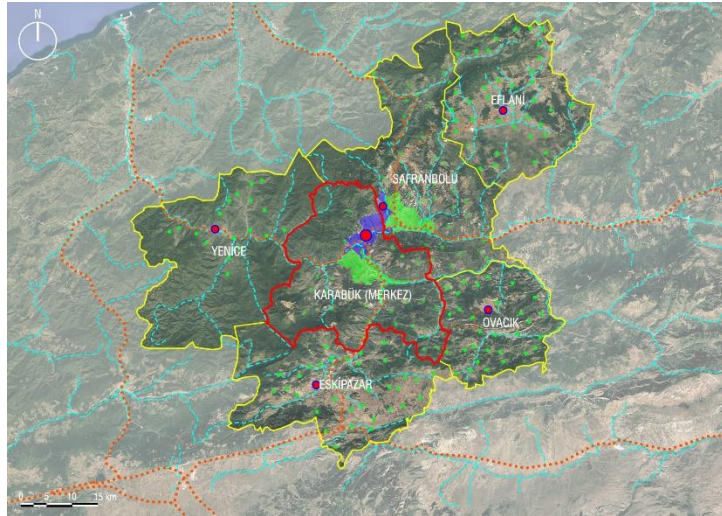 N
EFLANİ
SAFRANBOLU
YENİCE
KARABÜK (MERKEZ)
OVACIK
ESKİPAZAR
0 5 10 15 km